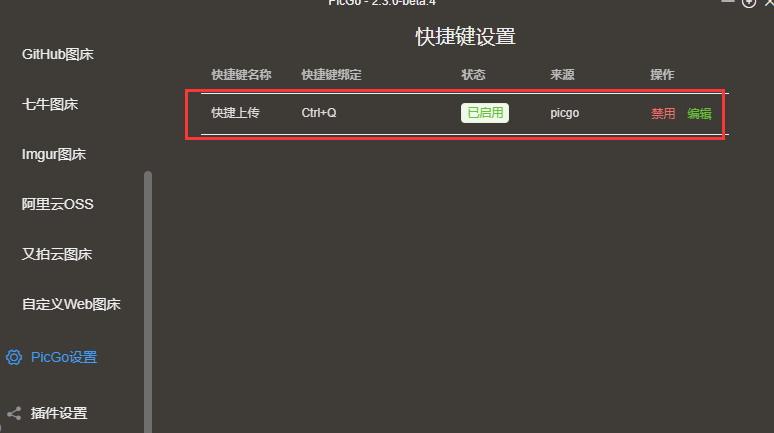 PicGo - 2.3.0-beta.4
GitHub图床
七牛图床
Imgur图床
阿里云OSS
又拍云图床
自定义Web图床
PicGo设置
插件设置
快捷键设置
快捷键名称 快捷键绑定 状态 来源 操作
快捷上传 Ctrl+Q 已启用 picgo 禁用 编辑